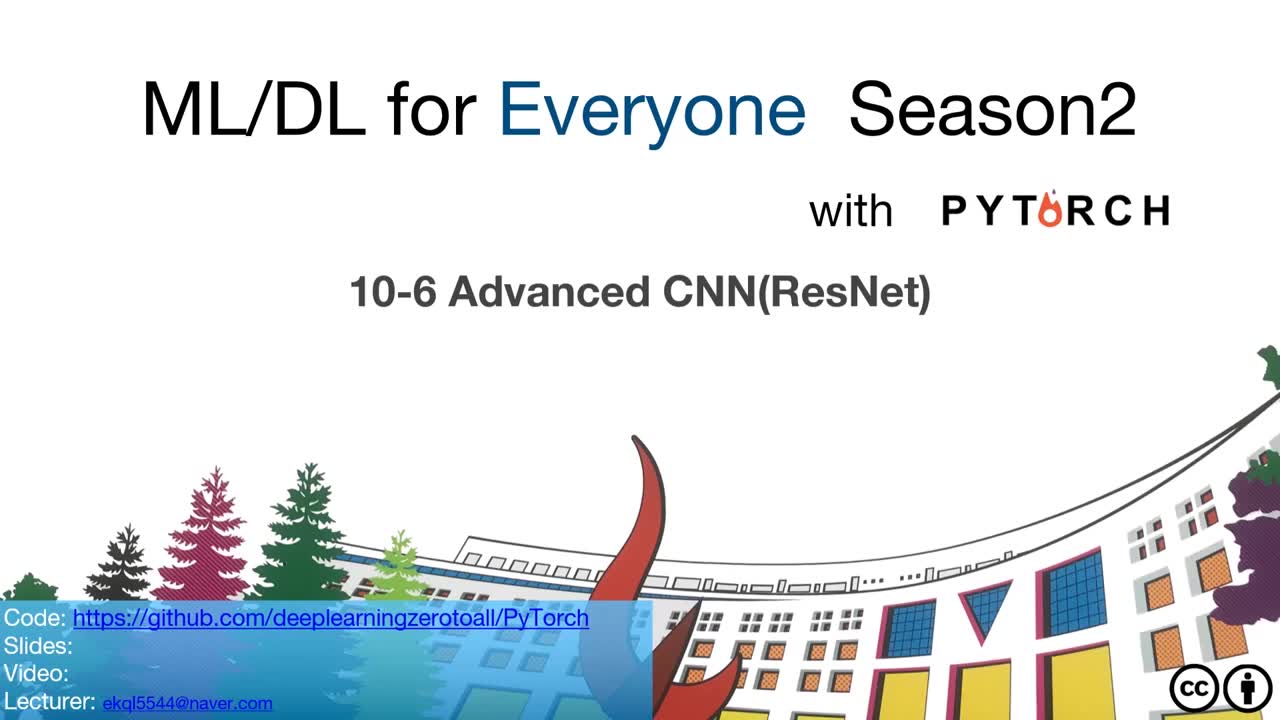 ML/DL for Everyone Season2
with PYTORCH
10-6 Advanced CNN(ResNet)
Code: https://github.com/deeplearningzerotoall/PyTorch
Slides:
Video:
Lecturer: ekql5544@naver.com
cc